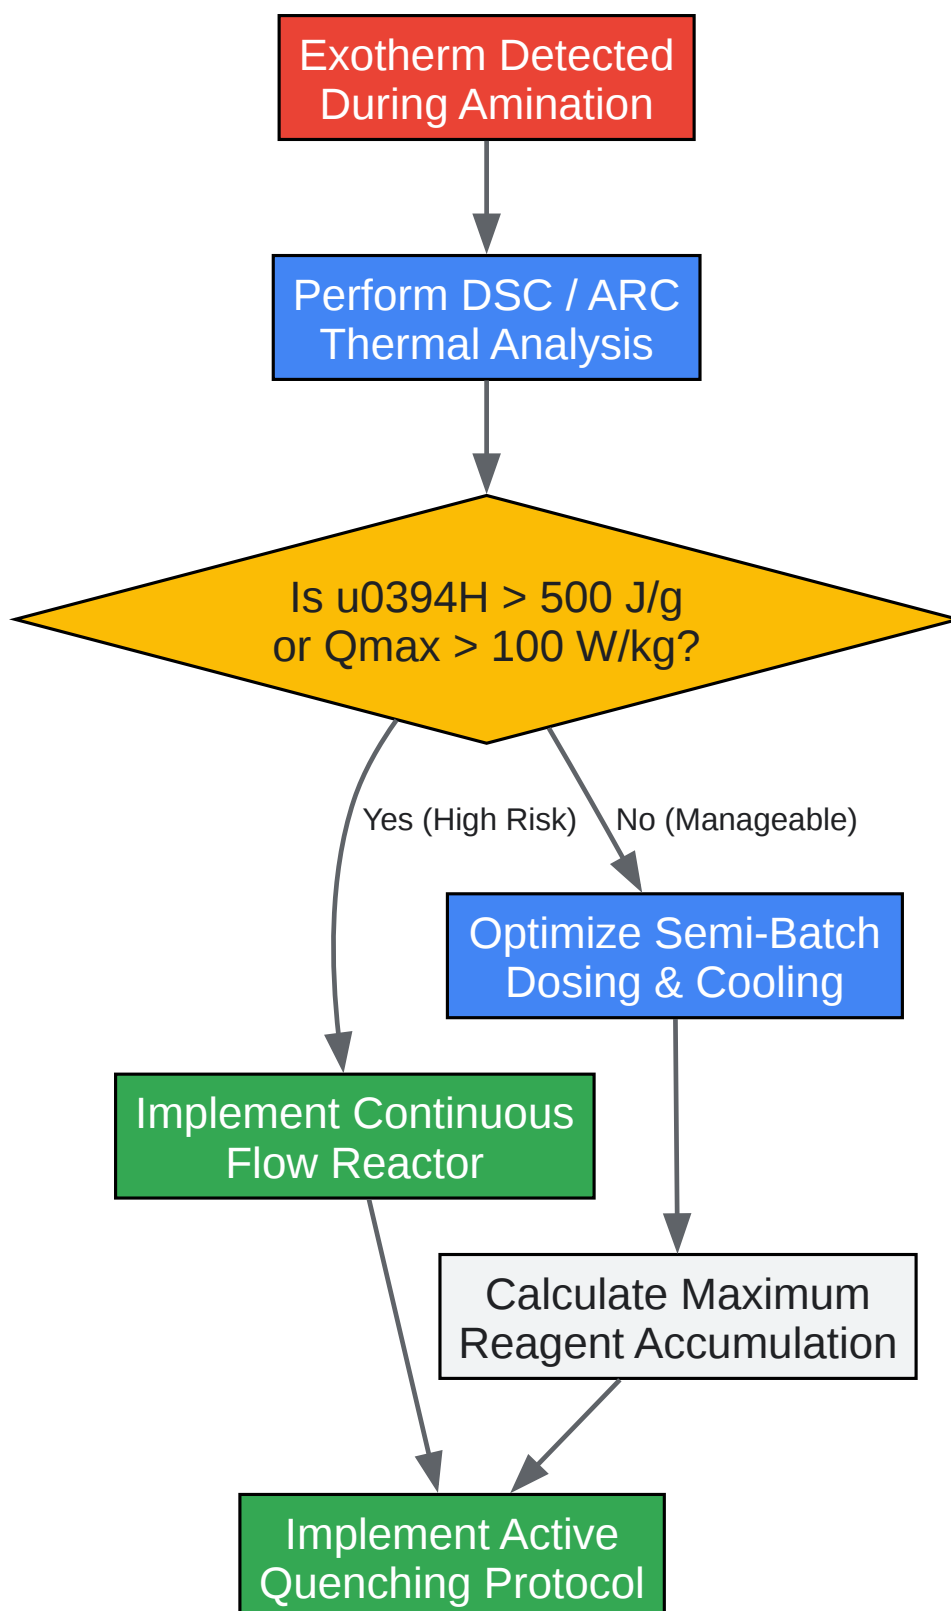 Exotherm Detected
During Amination
Perform DSC / ARC
Thermal Analysis
Is u0394H > 500 J/g
or Qmax > 100 W/kg?
Yes (High Risk)
No (Manageable)
Optimize Semi-Batch
Dosing & Cooling
Implement Continuous
Flow Reactor
Calculate Maximum
Reagent Accumulation
Implement Active
Quenching Protocol